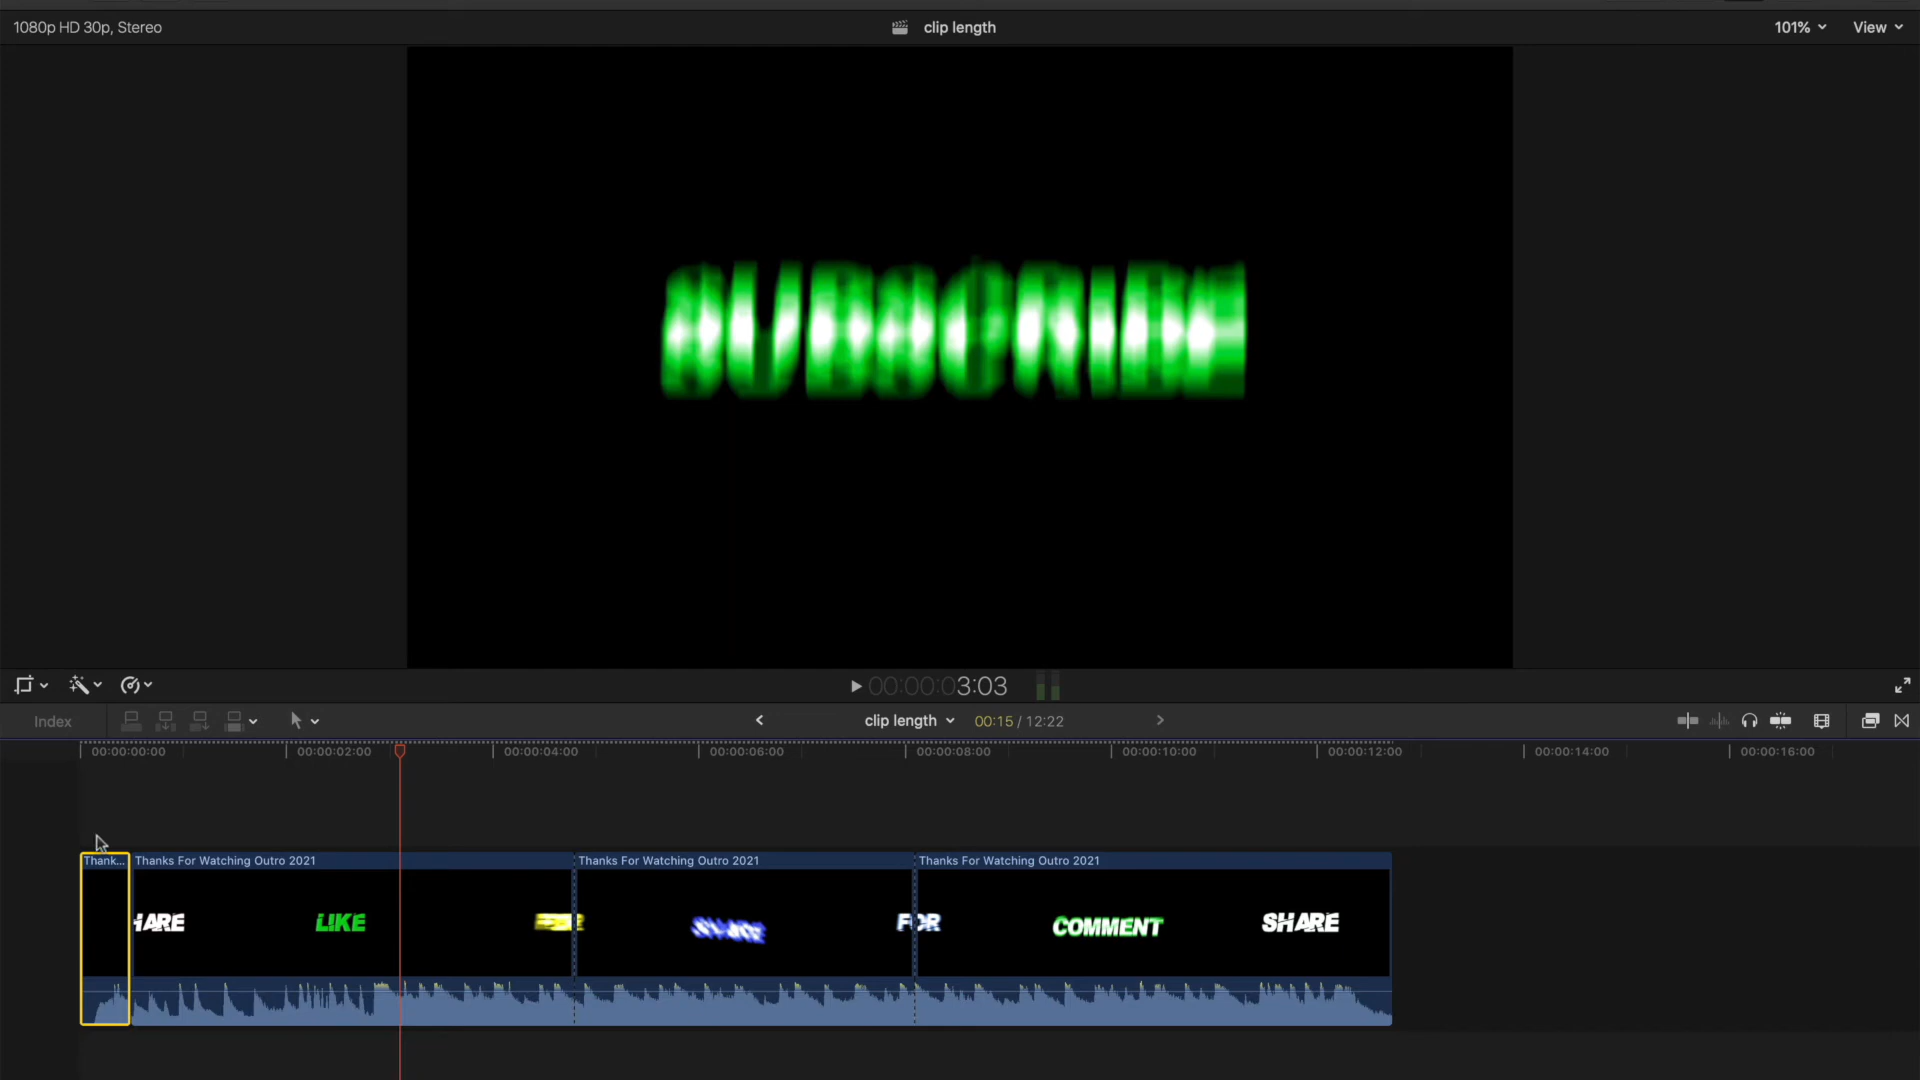 1080p HD 30p, Stereo
clip length
101%
View
00:00:03:03
Index
clip length
00:15 / 12:22
00:00:00:00
00:00:02:00
00:00:04:00
00:00:06:00
00:00:08:00
00:00:10:00
00:00:12:00
00:00:14:00
00:00:16:00
Thank...
Thanks For Watching Outro 2021
Thanks For Watching Outro 2021
Thanks For Watching Outro 2021
HARE
LIKE
FOR
COMMENT
SHARE